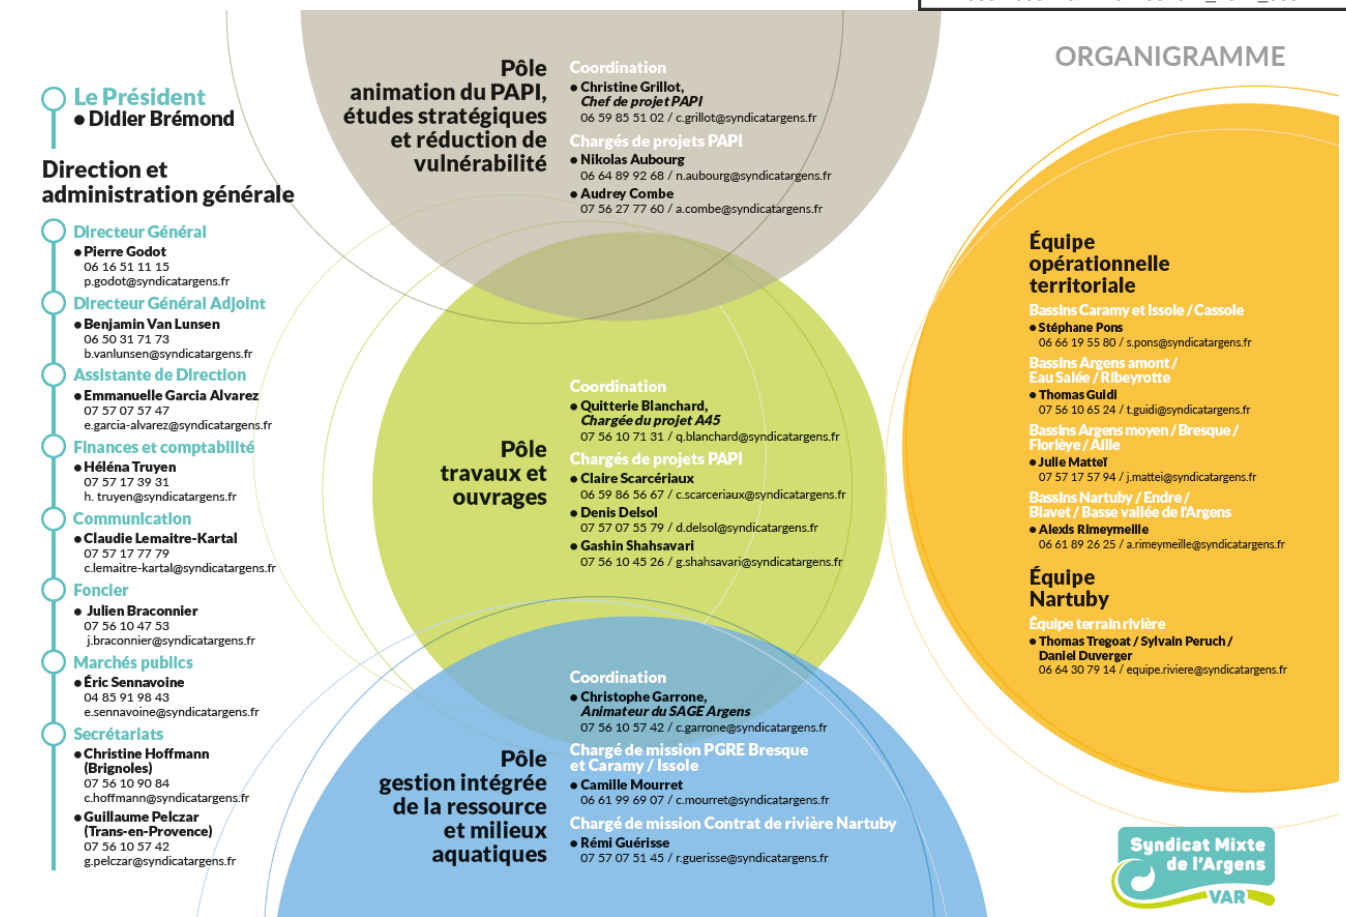 ORGANIGRAMME
Le Président
• Didier Brémond
Direction et
administration générale
Directeur Général
• Pierre Godot
06 16 51 11 15
p.godot@syndicatargens.fr
Directeur Général Adjoint
• Benjamin Van Lunsen
06 50 31 71 73
b.vanlunsen@syndicatargens.fr
Assistante de Direction
• Emmanuelle Garcia Alvarez
07 57 07 57 47
e.garcia-alvarez@syndicatargens.fr
Finances et comptabilité
• Héléna Truyen
07 57 17 39 31
h. truyen@syndicatargens.fr
Communication
• Claudie Lemaitre-Kartal
07 57 17 77 79
c.lemaitre-kartal@syndicatargens.fr
Foncier
• Julien Braconnier
07 56 10 47 53
j.braconnier@syndicatargens.fr
Marchés publics
• Éric Sennavoine
04 85 91 98 43
e.sennavoine@syndicatargens.fr
Secrétariats
• Christine Hoffmann
(Brignoles)
07 56 10 90 84
c.hoffmann@syndicatargens.fr
• Guillaume Pelczar
(Trans-en-Provence)
07 56 10 57 42
g.pelczar@syndicatargens.fr
Pôle
animation du PAPI,
études stratégiques
et réduction de
vulnérabilité
Coordination
• Christine Grillot,
Chef de projet PAPI
06 59 85 51 02 / c.grillot@syndicatargens.fr
Chargés de projets PAPI
• Nikolas Aubourg
06 64 89 92 68 / n.aubourg@syndicatargens.fr
• Audrey Combe
07 56 27 77 60 / a.combe@syndicatargens.fr
Pôle
travaux et
ouvrages
Coordination
• Quitterie Blanchard,
Chargée du projet A45
07 56 10 71 31 / q.blanchard@syndicatargens.fr
Chargés de projets PAPI
• Claire Scarcériaux
06 59 86 56 67 / c.scarceriaux@syndicatargens.fr
• Denis Delsol
07 57 07 55 79 / d.delsol@syndicatargens.fr
• Gashin Shahsavari
07 56 10 45 26 / g.shahsavari@syndicatargens.fr
Pôle
gestion intégrée
de la ressource
et milieux
aquatiques
Coordination
• Christophe Garrone,
Animateur du SAGE Argens
07 56 10 57 42 / c.garrone@syndicatargens.fr
Chargé de mission PGRE Bresque
et Caramy / Issole
• Camille Mourret
06 61 99 69 07 / c.mourret@syndicatargens.fr
Chargé de mission Contrat de rivière Nartuby
• Rémi Guérisse
07 57 07 51 45 / r.guerisse@syndicatargens.fr
Équipe
opérationnelle
territoriale
Bassins Caramy et Issole / Cassole
• Stéphane Pons
06 66 19 55 80 / s.pons@syndicatargens.fr
Bassins Argens amont /
Eau Salée / Ribeyrotte
• Thomas Guidi
07 56 10 65 24 / t.guidi@syndicatargens.fr
Bassins Argens moyen / Bresque /
Florièye / Aille
• Julie Matteï
07 57 17 57 94 / j.mattei@syndicatargens.fr
Bassins Nartuby / Endre /
Blavet / Basse vallée de l'Argens
• Alexis Rimeymeille
06 61 89 26 25 / a.rimeymeille@syndicatargens.fr
Équipe
Nartuby
Équipe terrain rivière
• Thomas Tregoat / Sylvain Peruch /
Daniel Duverger
06 64 30 79 14 / equipe.riviere@syndicatargens.fr
Syndicat Mixte
de l'Argens
VAR